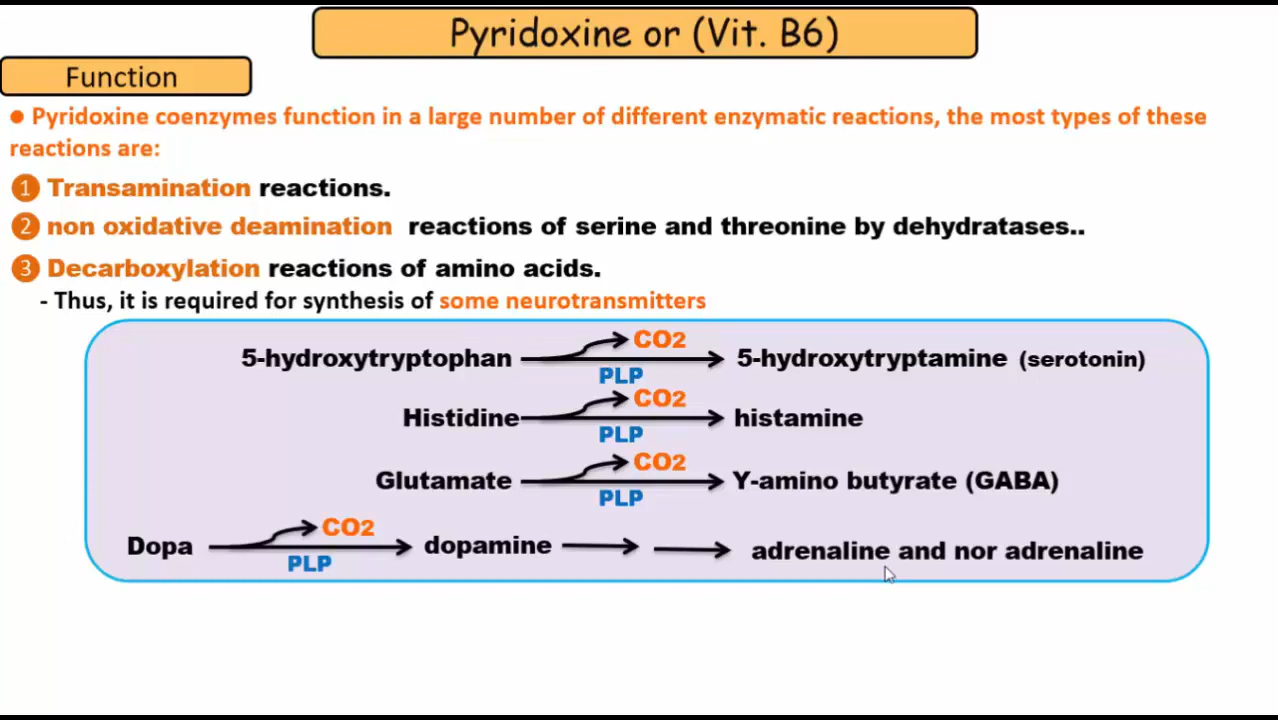 Pyridoxine or (Vit. B6)
Function
● Pyridoxine coenzymes function in a large number of different enzymatic reactions, the most types of these
reactions are:
1 Transamination reactions.
2 non oxidative deamination reactions of serine and threonine by dehydratases..
3 Decarboxylation reactions of amino acids.
- Thus, it is required for synthesis of some neurotransmitters
CO2
5-hydroxytryptophan 5-hydroxytryptamine (serotonin)
PLP
CO2
Histidine histamine
PLP
CO2
Glutamate Y-amino butyrate (GABA)
PLP
CO2
Dopa dopamine adrenaline and nor adrenaline
PLP